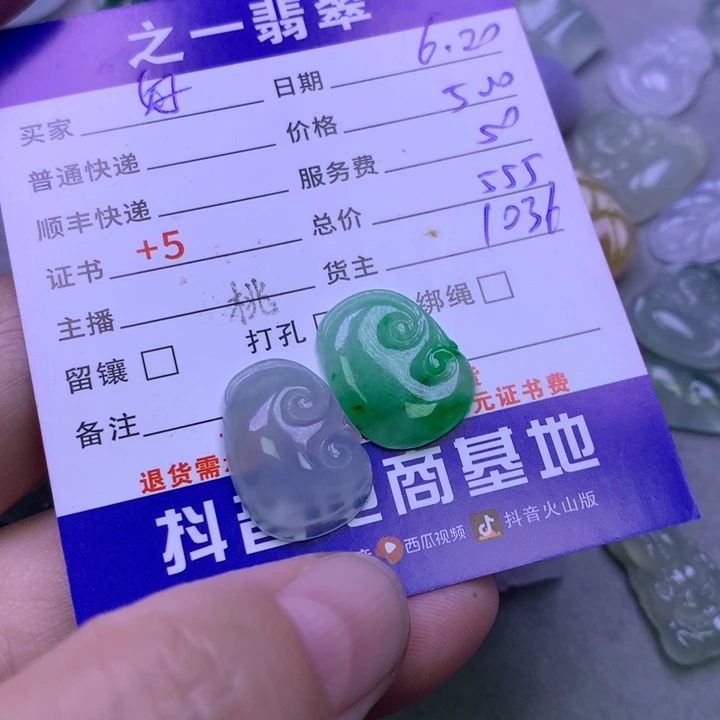 之一翡翠
买家 日期 6.20
普通快递 价格 500
顺丰快递 服务费 50
证书 +5 总价 555
主播 桃 货主 1036
留镶 打孔 绑绳
备注
退货需 元证书费
抖音 商基地
西瓜视频 抖音火山版